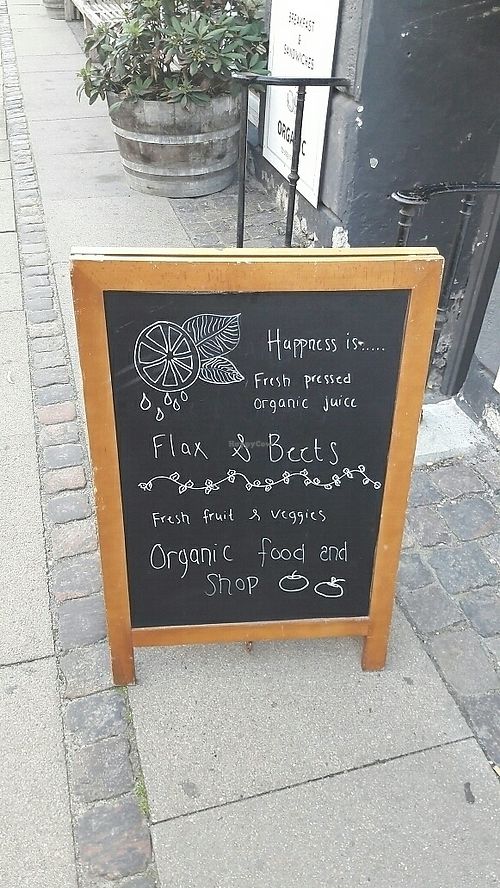 BREAKFAST
&
SANDWICHES
ORGANIC
Happness is.....
Fresh pressed
organic juice
Flax & Beets
Fresh fruit & veggies
Organic food and
Shop